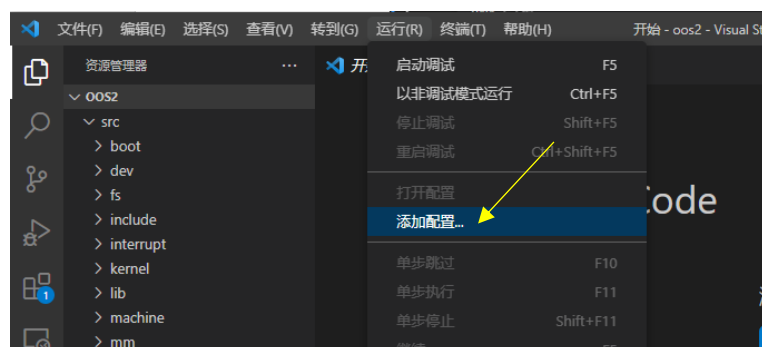 文件(F) 编辑(E) 选择(S) 查看(V) 转到(G) 运行(R) 终端(T) 帮助(H) 开始 - oos2 - Visual St
资源管理器 ···
OOS2
src
boot
dev
fs
include
interrupt
kernel
lib
machine
mm
开
启动调试 F5
以非调试模式运行 Ctrl+F5
停止调试 Shift+F5
重启调试 Ctrl+Shift+F5
打开配置
添加配置...
单步跳过 F10
单步执行 F11
单步停止 Shift+F11
Code
1